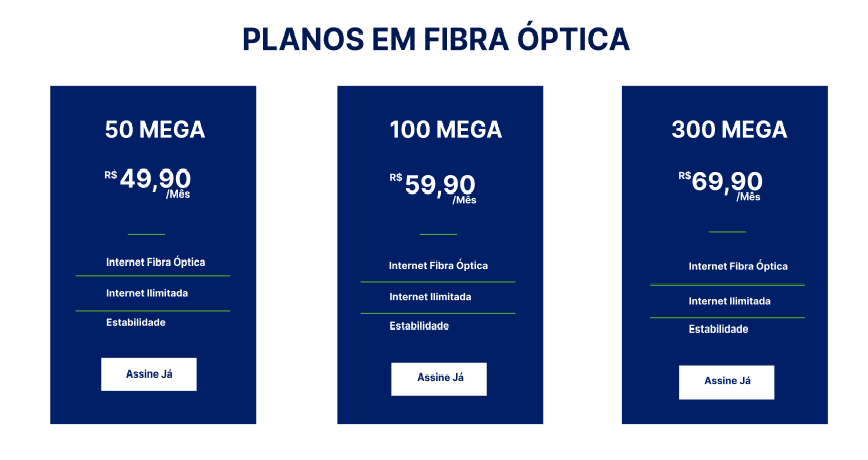 PLANOS EM FIBRA ÓPTICA
50 MEGA
R$ 49,90
/Mês
Internet Fibra Óptica
Internet Ilimitada
Estabilidade
Assine Já
100 MEGA
R$ 59,90
/Mês
Internet Fibra Óptica
Internet Ilimitada
Estabilidade
Assine Já
300 MEGA
R$69,90
/Mês
Internet Fibra Óptica
Internet Ilimitada
Estabilidade
Assine Já